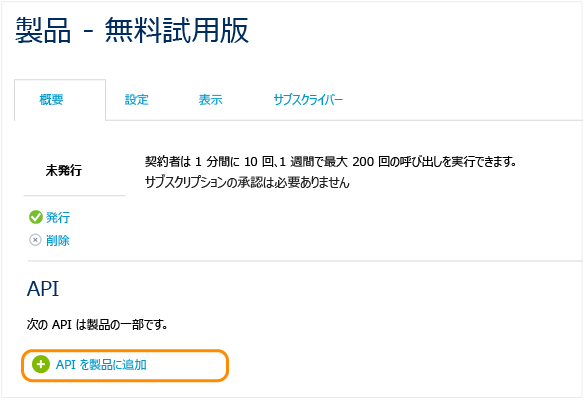 製品 - 無料試用版
概要 設定 表示 サブスクライバー
未発行
契約者は 1 分間に 10 回、1 週間で最大 200 回の呼び出しを実行できます。
サブスクリプションの承認は必要ありません
発行
削除
API
次の API は製品の一部です。
API を製品に追加